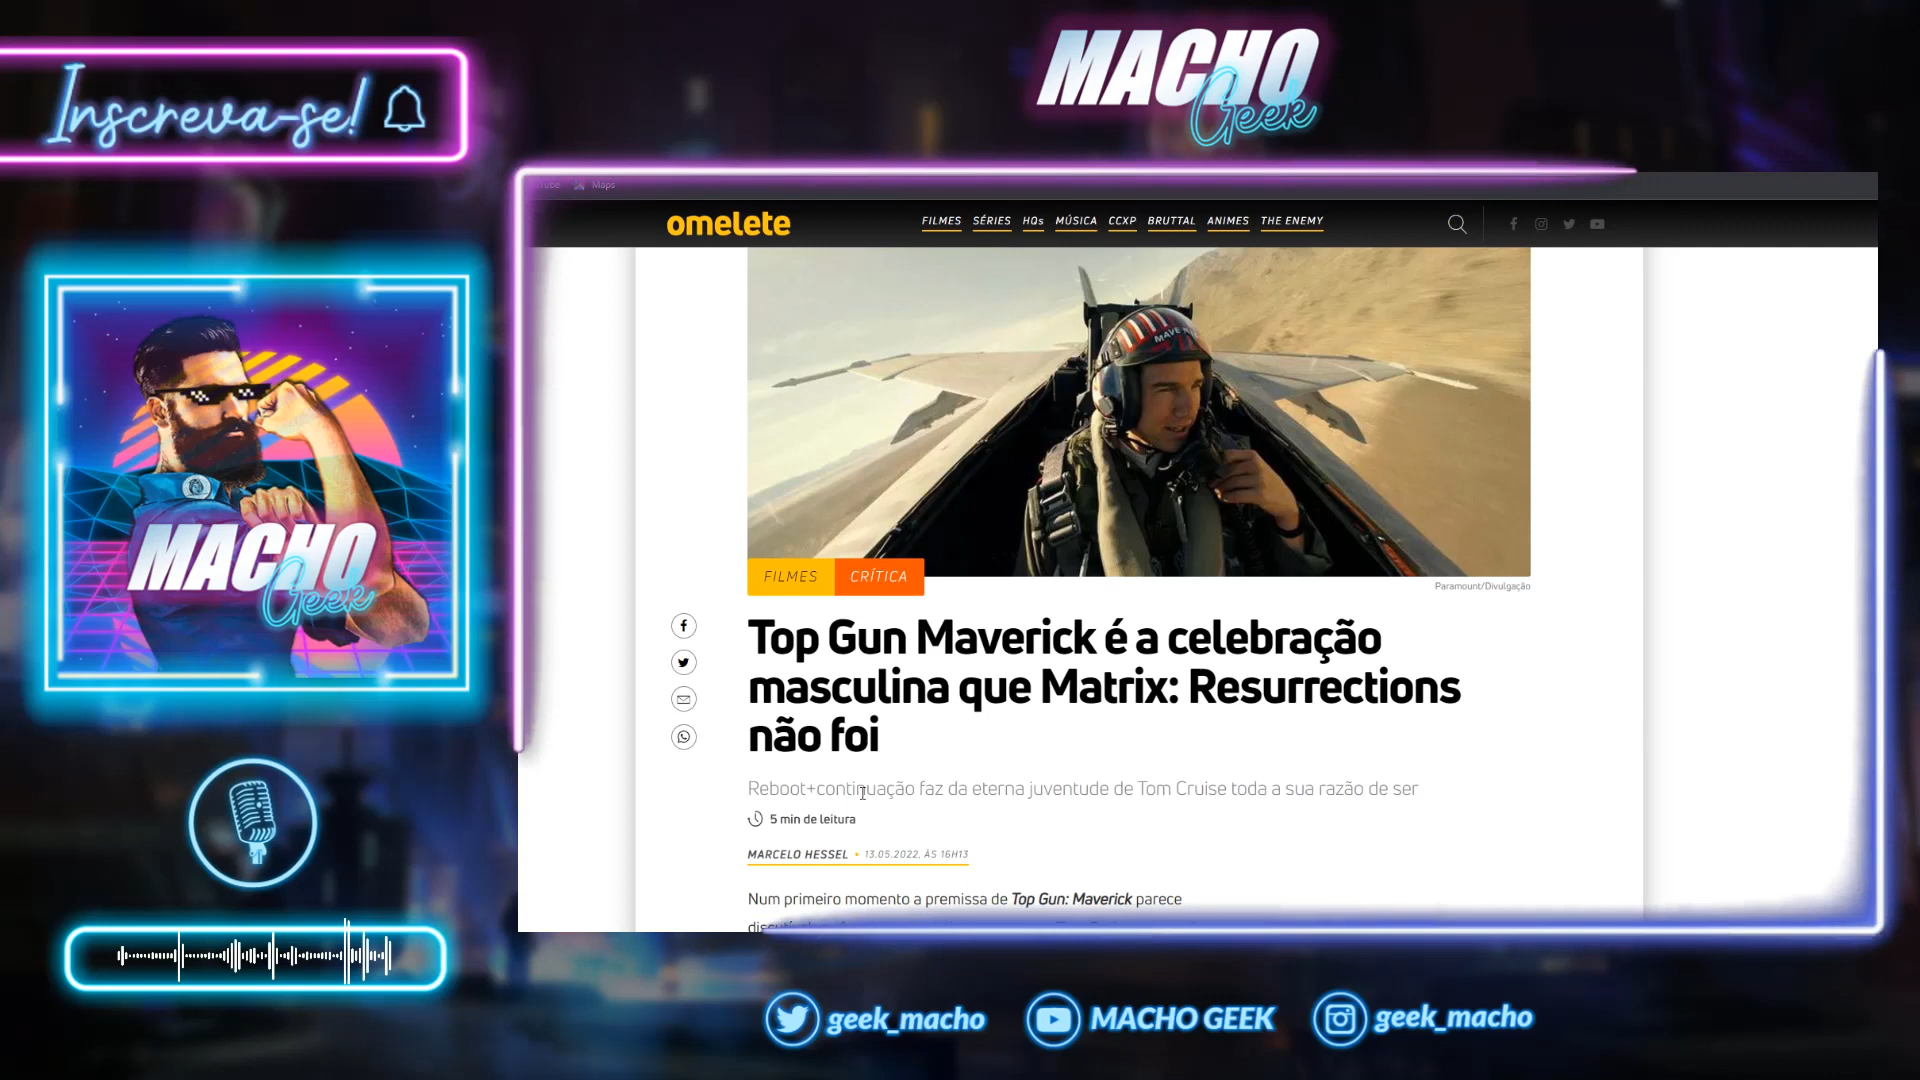 Inscreva-se!
MACHO
Geek
Maps
omelete
FILMES SÉRIES HQs MÚSICA CCXP BRUTTAL ANIMES THE ENEMY
MACHO
Geek
FILMES CRÍTICA
Paramount/Divulgação
Top Gun Maverick é a celebração
masculina que Matrix: Resurrections
não foi
Reboot+continuação faz da eterna juventude de Tom Cruise toda a sua razão de ser
5 min de leitura
MARCELO HESSEL • 13.05.2022, ÀS 16H13
Num primeiro momento a premissa de Top Gun: Maverick parece
geek_macho MACHO GEEK geek_macho